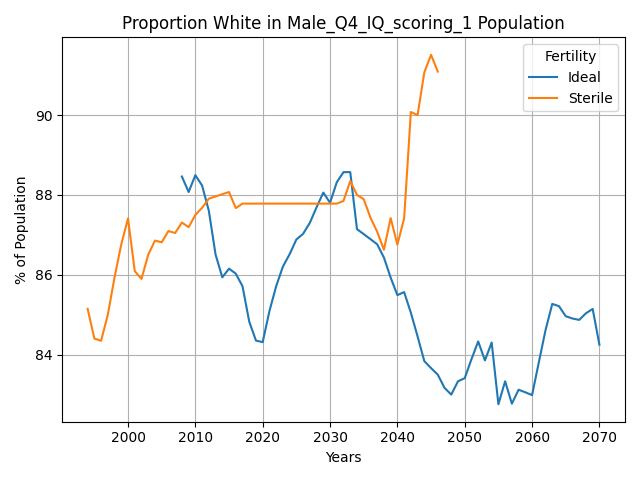 Proportion White in Male_Q4_IQ_scoring_1 Population
Fertility
Ideal
Sterile
% of Population
90
88
86
84
2000 2010 2020 2030 2040 2050 2060 2070
Years